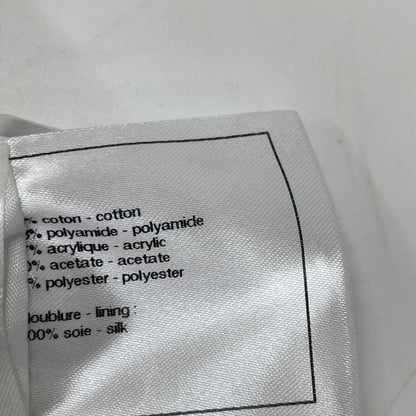 % coton - cotton
% polyamide - polyamide
% acrylique - acrylic
% acetate - acetate
% polyester - polyester
doublure - lining :
00% soie - silk